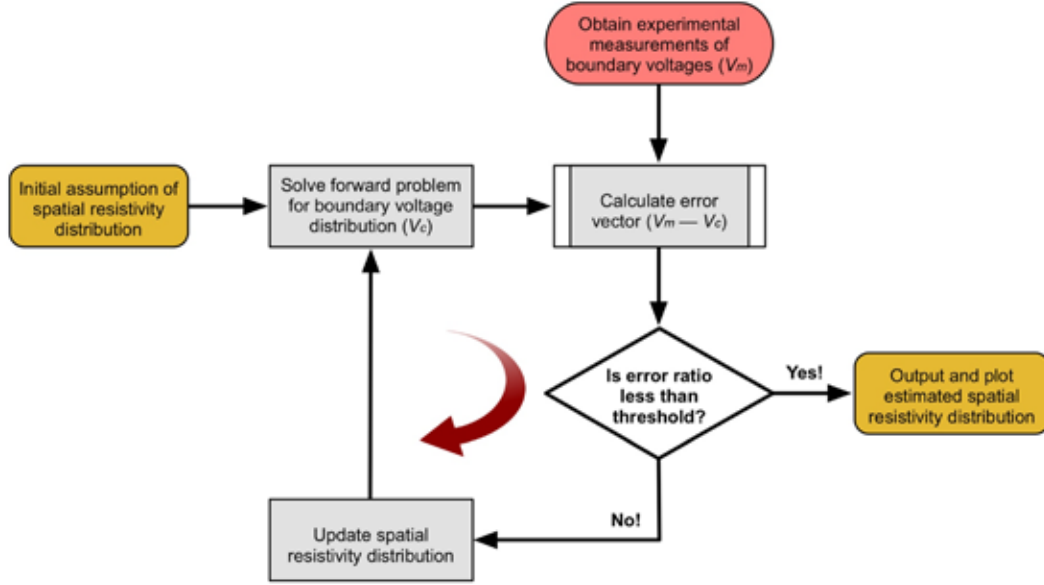 Obtain experimental
measurements of
boundary voltages (Vm)
Initial assumption of
spatial resistivity
distribution
Solve forward problem
for boundary voltage
distribution (Vc)
Calculate error
vector (Vm — Vc)
Is error ratio
less than
threshold?
Yes!
Output and plot
estimated spatial
resistivity distribution
No!
Update spatial
resistivity distribution